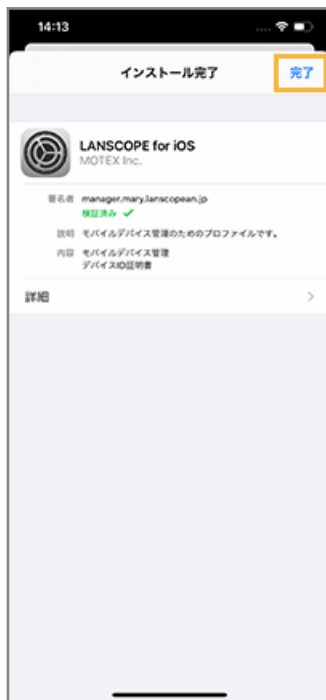 14:13
インストール完了
完了
LANSCOPE for iOS
MOTEX Inc.
署名者 manager.mary.lanscopean.jp
検証済み
説明 モバイルデバイス管理のためのプロファイルです。
内容 モバイルデバイス管理
デバイスID証明書
詳細